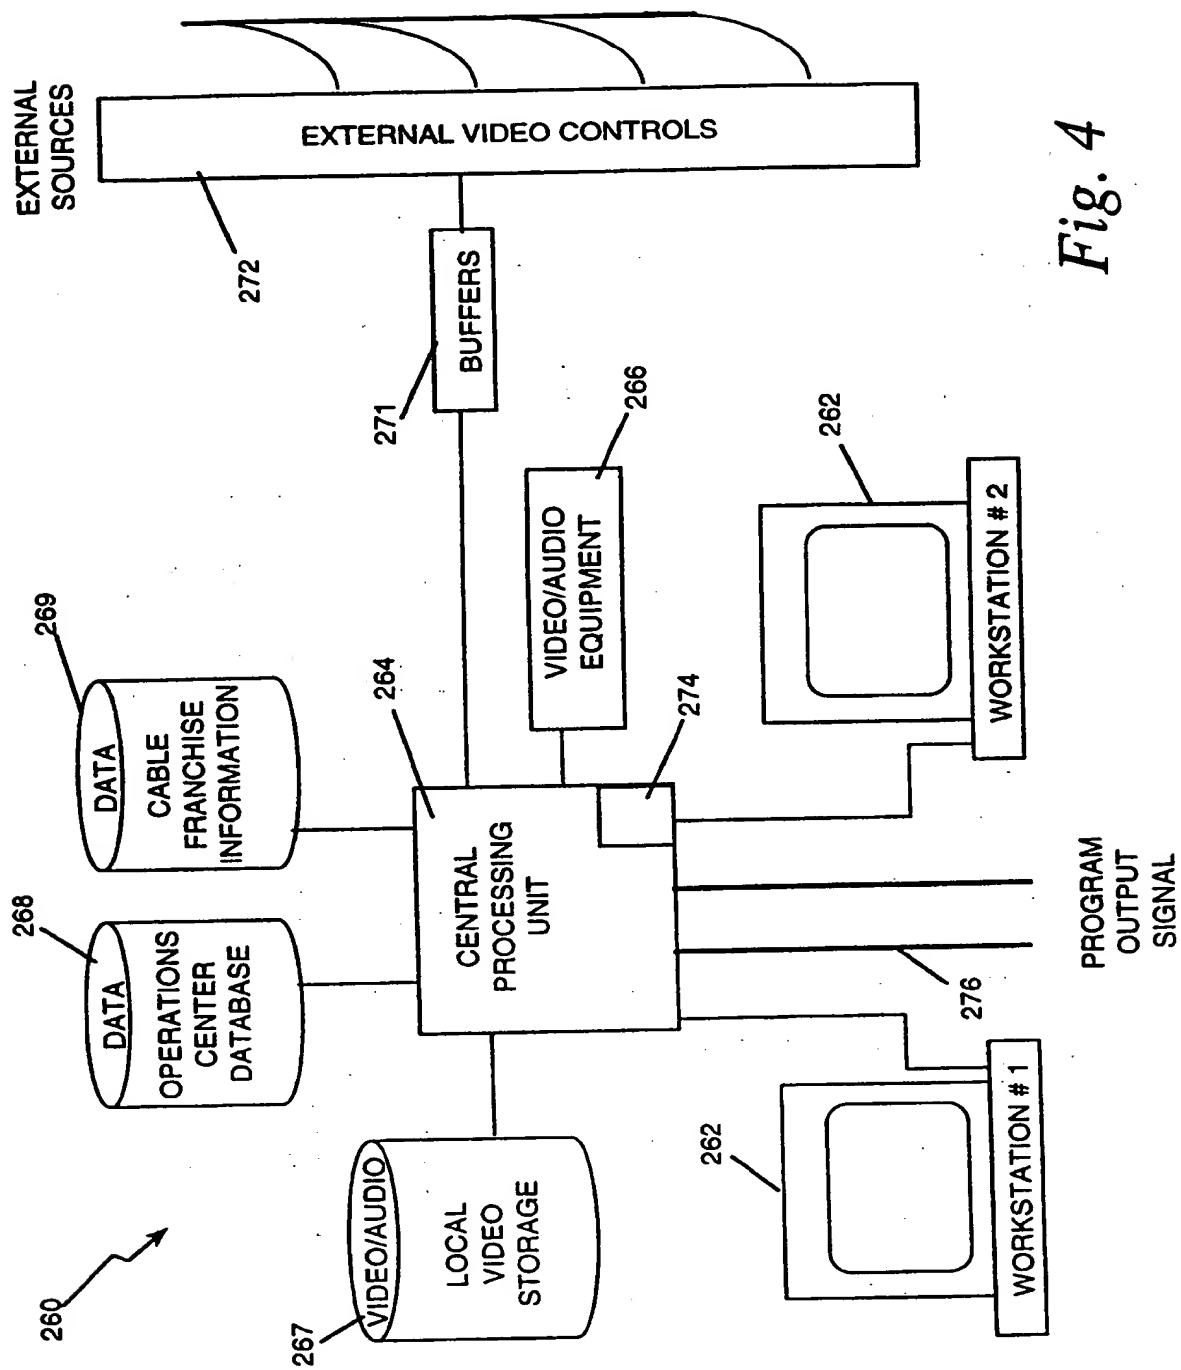 260
268
269
DATA
DATA
OPERATIONS
CENTER
DATABASE
CABLE
FRANCHISE
INFORMATION
EXTERNAL
SOURCES
272
EXTERNAL VIDEO CONTROLS
267
VIDEO/AUDIO
LOCAL
VIDEO
STORAGE
264
CENTRAL
PROCESSING
UNIT
271
BUFFERS
266
VIDEO/AUDIO
EQUIPMENT
274
262
WORKSTATION # 1
276
PROGRAM
OUTPUT
SIGNAL
262
WORKSTATION # 2
Fig. 4